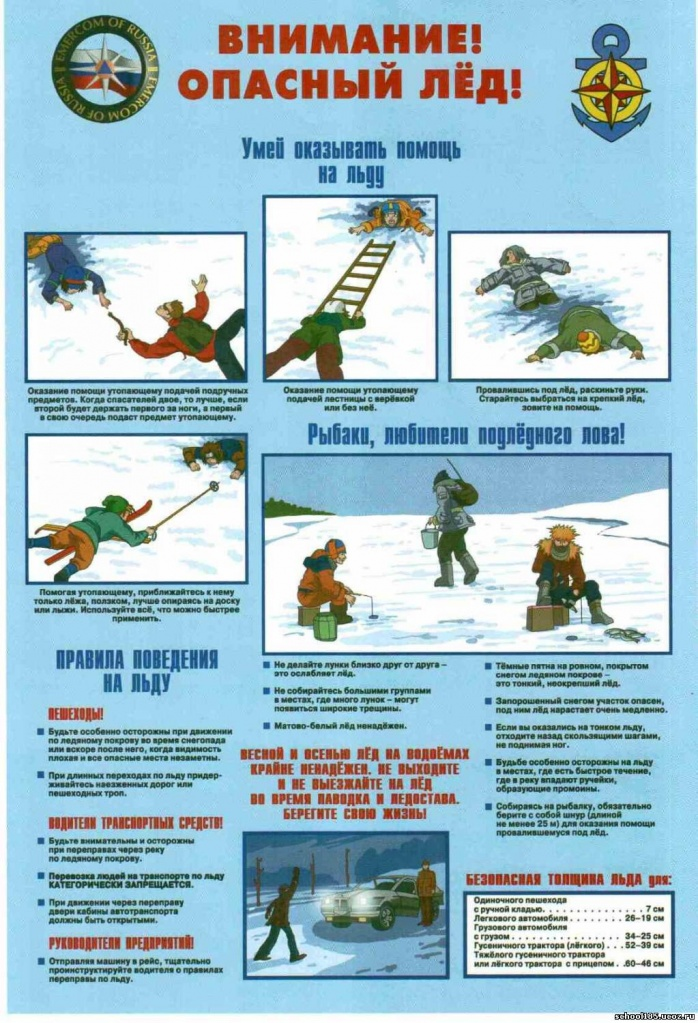 EMERCOM OF RUSSIA
EMERCOM OF RUSSIA
ВНИМАНИЕ!
ОПАСНЫЙ ЛЁД!
Умей оказывать помощь
на льду
Оказание помощи утопающему подачей подручных
предметов. Когда спасателей двое, то лучше, если
второй будет держать первого за ноги, а первый
в свою очередь подаст предмет утопающему.
Оказание помощи утопающему
подачей лестницы с верёвкой
или без неё.
Провалившись под лёд, раскиньте руки.
Старайтесь выбраться на крепкий лёд,
зовите на помощь.
Помогая утопающему, приближайтесь к нему
только лёжа, ползком, лучше опираясь на доску
или лыжи. Используйте всё, что можно быстрее
применить.
Рыбаки, любители подлёдного лова!
Не делайте лунки близко друг от друга –
это ослабляет лёд.
Не собирайтесь большими группами
в местах, где много лунок – могут
появиться широкие трещины.
Матово-белый лёд ненадёжен.
Тёмные пятна на ровном, покрытом
снегом ледяном покрове –
это тонкий, неокрепший лёд.
Запорошенный снегом участок опасен,
под ним лёд нарастает очень медленно.
Если вы оказались на тонком льду,
отходите назад скользящими шагами,
не поднимая ног.
Будьбе особенно осторожны на льду
в местах, где есть быстрое течение,
где в реку впадают ручейки,
образующие промоины.
Собираясь на рыбалку, обязательно
берите с собой шнур (длиной
не менее 25 м) для оказания помощи
провалившемуся под лёд.
ПРАВИЛА ПОВЕДЕНИЯ
НА ЛЬДУ
ПЕШЕХОДЫ!
Будьте особенно осторожны при движении
по ледяному покрову во время снегопада
или вскоре после него, когда видимость
плохая и все опасные места незаметны.
При длинных переходах по льду придер-
живайтесь наезженных дорог или
пешеходных троп.
ВОДИТЕЛИ ТРАНСПОРТНЫХ СРЕДСТВ!
Будьте внимательны и осторожны
при переправах через реку
по ледяному покрову.
Перевозка людей на транспорте по льду
КАТЕГОРИЧЕСКИ ЗАПРЕЩАЕТСЯ.
При движении через переправу
двери кабины автотранспорта
должны быть открытыми.
РУКОВОДИТЕЛИ ПРЕДПРИЯТИЙ!
Отправляя машину в рейс, тщательно
проинструктируйте водителя о правилах
переправы по льду.
ВЕСНОЙ И ОСЕНЬЮ ЛЁД НА ВОДОЁМАХ
КРАЙНЕ НЕНАДЁЖЕН. НЕ ВЫХОДИТЕ
И НЕ ВЫЕЗЖАЙТЕ НА ЛЁД
ВО ВРЕМЯ ПАВОДКА И ЛЕДОСТАВА.
БЕРЕГИТЕ СВОЮ ЖИЗНЬ!
БЕЗОПАСНАЯ ТОЛЩИНА ЛЬДА для:
Одиночного пешехода
с ручной кладью. . . . . . . . . . . . . 7 см
Легкового автомобиля . . . . . . . . . 26–19 см
Грузового автомобиля
с грузом . . . . . . . . . . . . . . . . 34–25 см
Гусеничного трактора (лёгкого) . . . 52–39 см
Тяжёлого гусеничного трактора
или лёгкого трактора с прицепом . .60–46 см
school105.ucoz.ru